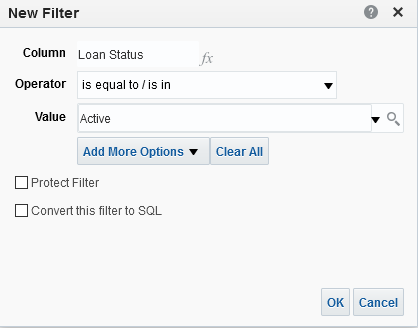 New Filter
Column Loan Status fx
Operator is equal to / is in
Value Active
Add More Options Clear All
Protect Filter
Convert this filter to SQL
OK Cancel